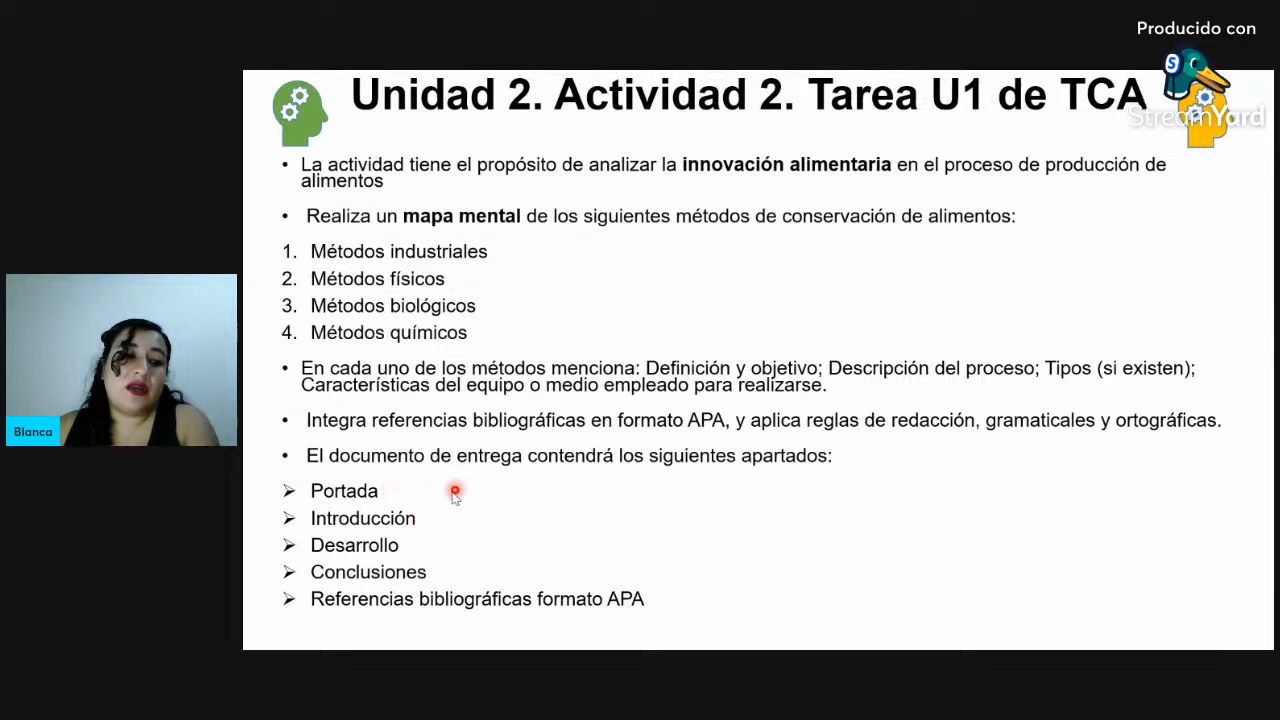 Producido con
StreamYard
Unidad 2. Actividad 2. Tarea U1 de TCA
• La actividad tiene el propósito de analizar la innovación alimentaria en el proceso de producción de
alimentos
• Realiza un mapa mental de los siguientes métodos de conservación de alimentos:
1. Métodos industriales
2. Métodos físicos
3. Métodos biológicos
4. Métodos químicos
• En cada uno de los métodos menciona: Definición y objetivo; Descripción del proceso; Tipos (si existen);
Características del equipo o medio empleado para realizarse.
• Integra referencias bibliográficas en formato APA, y aplica reglas de redacción, gramaticales y ortográficas.
• El documento de entrega contendrá los siguientes apartados:
➢ Portada
➢ Introducción
➢ Desarrollo
➢ Conclusiones
➢ Referencias bibliográficas formato APA
Blanca